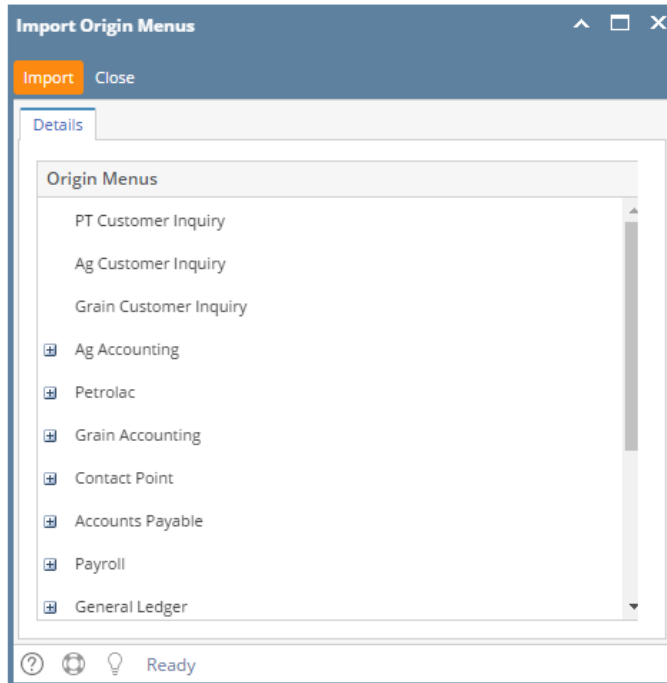 Import Origin Menus
Import Close
Details
Origin Menus
PT Customer Inquiry
Ag Customer Inquiry
Grain Customer Inquiry
Ag Accounting
Petrolac
Grain Accounting
Contact Point
Accounts Payable
Payroll
General Ledger
Ready